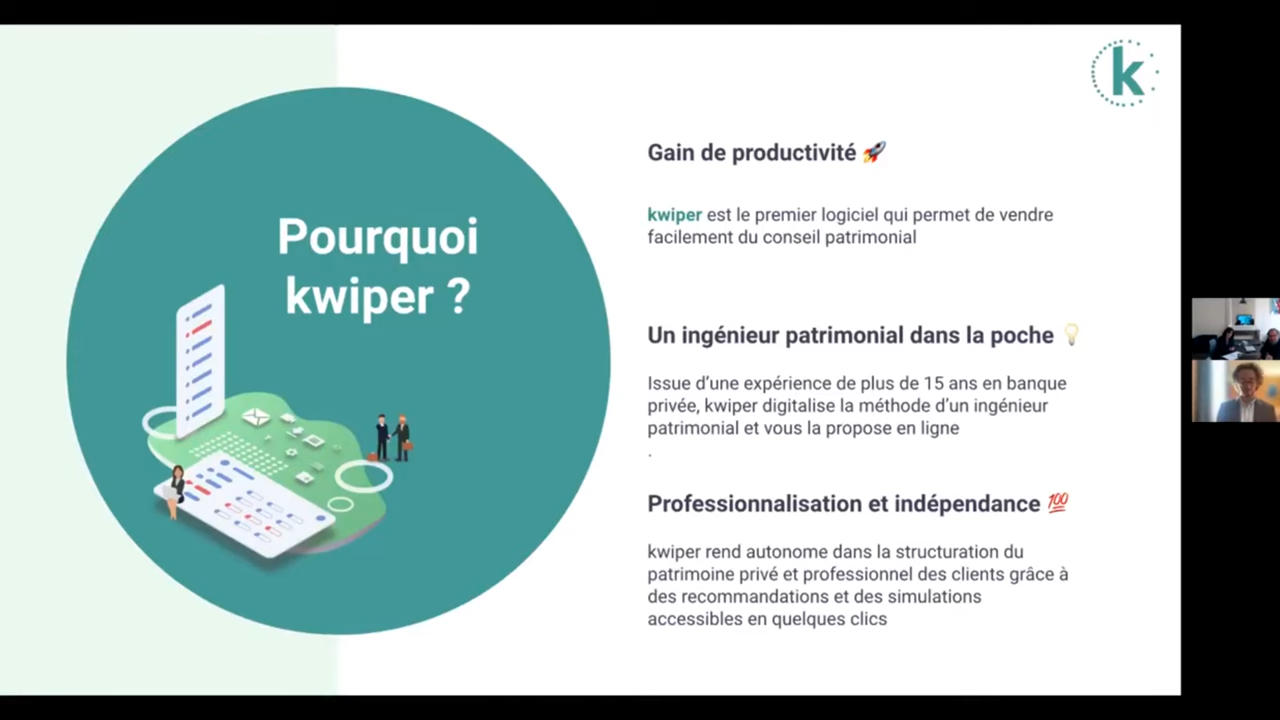 k
Pourquoi
kwiper ?
Gain de productivité 🚀
kwiper est le premier logiciel qui permet de vendre
facilement du conseil patrimonial
Un ingénieur patrimonial dans la poche 💡
Issue d’une expérience de plus de 15 ans en banque
privée, kwiper digitalise la méthode d’un ingénieur
patrimonial et vous la propose en ligne
.
Professionnalisation et indépendance 💯
kwiper rend autonome dans la structuration du
patrimoine privé et professionnel des clients grâce à
des recommandations et des simulations
accessibles en quelques clics